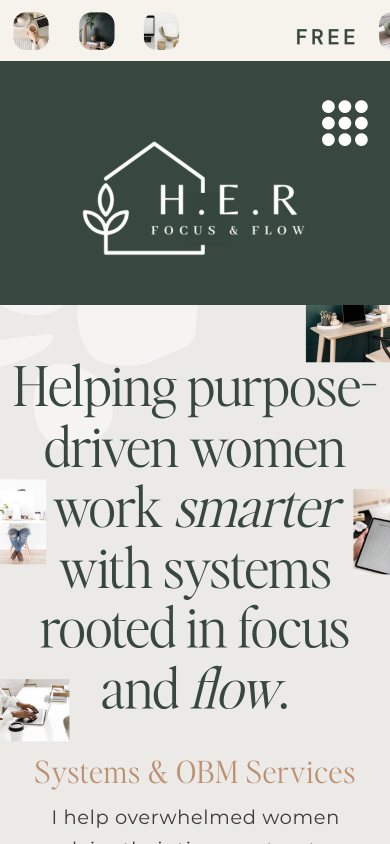 FREE
H.E.R
FOCUS & FLOW
Helping purpose-
driven women
work smarter
with systems
rooted in focus
and flow.
Systems & OBM Services
I help overwhelmed women